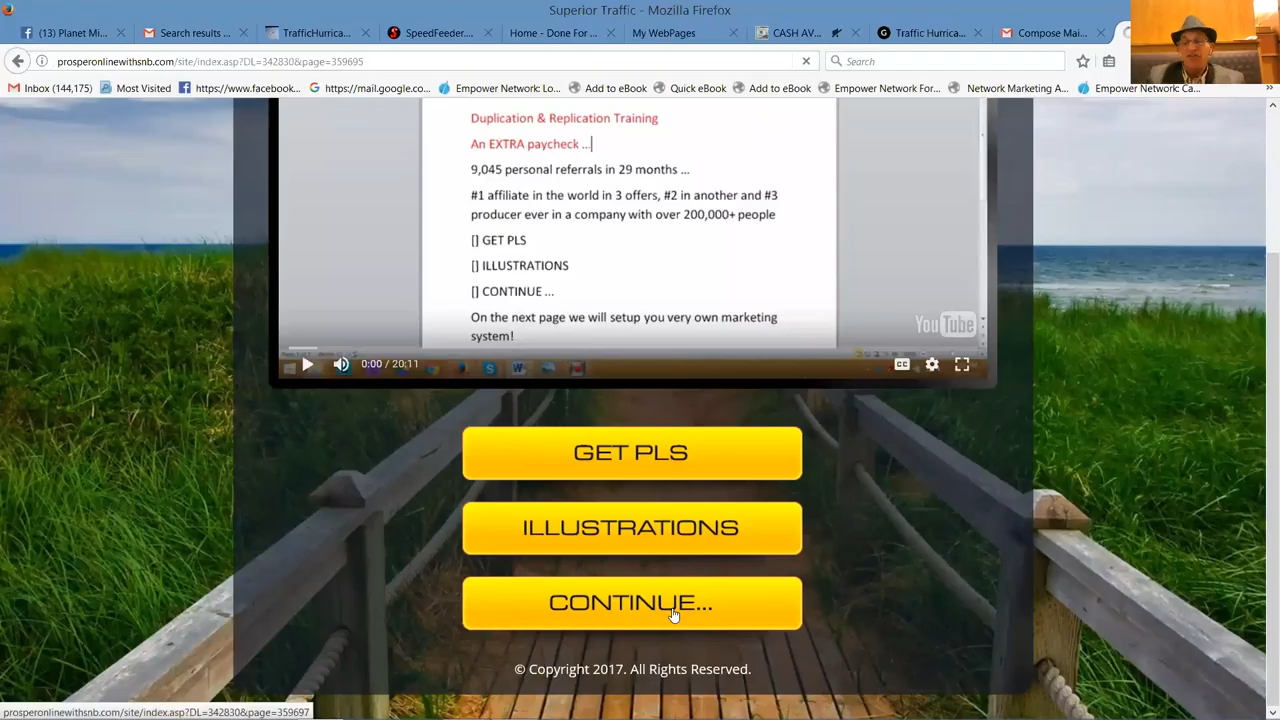 Superior Traffic - Mozilla Firefox
(13) Planet Mi...
Search results ...
TrafficHurrica...
SpeedFeeder...
Home - Done For ...
My WebPages
CASH AV...
Traffic Hurrica...
Compose Mai...
prosperonlinewithsnb.com/site/index.asp?DL=342830&page=359695
Search
Inbox (144,175)
Most Visited
https://www.facebook...
https://mail.google.co...
Empower Network: Lo...
Add to eBook
Quick eBook
Add to eBook
Empower Network For...
Network Marketing A...
Empower Network: Ca...
Duplication & Replication Training
An EXTRA paycheck ...
9,045 personal referrals in 29 months ...
#1 affiliate in the world in 3 offers, #2 in another and #3
producer ever in a company with over 200,000+ people
[] GET PLS
[] ILLUSTRATIONS
[] CONTINUE ...
On the next page we will setup you very own marketing
system!
YouTube
0:00 / 20:11
GET PLS
ILLUSTRATIONS
CONTINUE...
© Copyright 2017. All Rights Reserved.
prosperonlinewithsnb.com/site/index.asp?DL=342830&page=359697